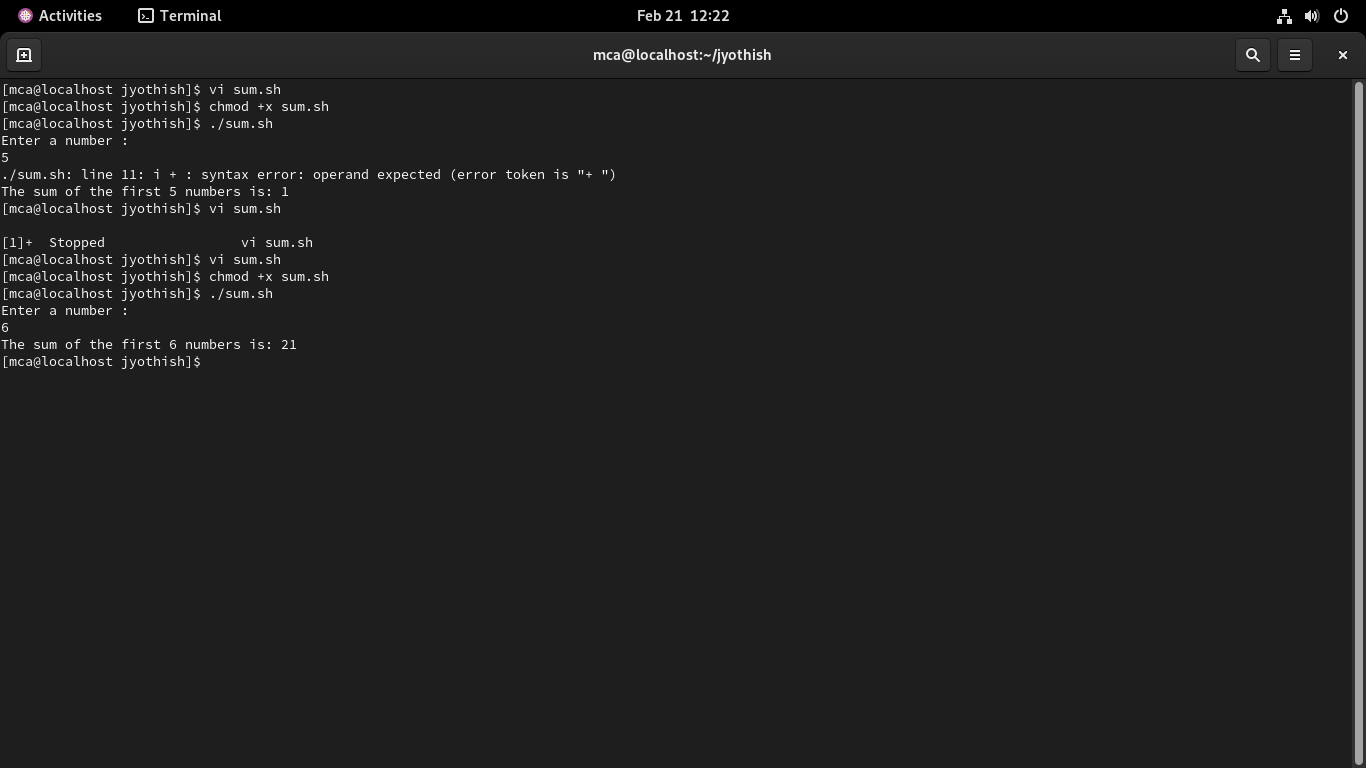 Activities Terminal Feb 21 12:22
mca@localhost:~/jyothish
[mca@localhost jyothish]$ vi sum.sh
[mca@localhost jyothish]$ chmod +x sum.sh
[mca@localhost jyothish]$ ./sum.sh
Enter a number :
5
./sum.sh: line 11: i + : syntax error: operand expected (error token is "+ ")
The sum of the first 5 numbers is: 1
[mca@localhost jyothish]$ vi sum.sh
[1]+  Stopped                 vi sum.sh
[mca@localhost jyothish]$ vi sum.sh
[mca@localhost jyothish]$ chmod +x sum.sh
[mca@localhost jyothish]$ ./sum.sh
Enter a number :
6
The sum of the first 6 numbers is: 21
[mca@localhost jyothish]$